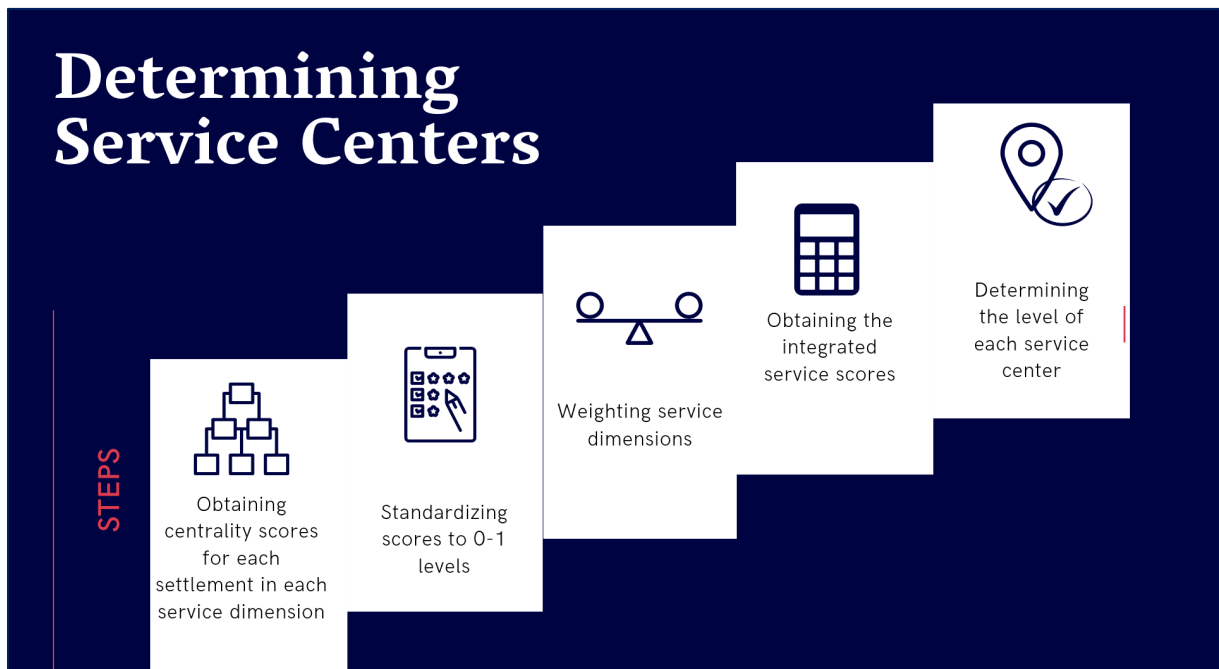 Determining
Service Centers
STEPS
Obtaining
centrality scores
for each
settlement in each
service dimension
Standardizing
scores to 0-1
levels
Weighting service
dimensions
Obtaining the
integrated
service scores
Determining
the level of
each service
center